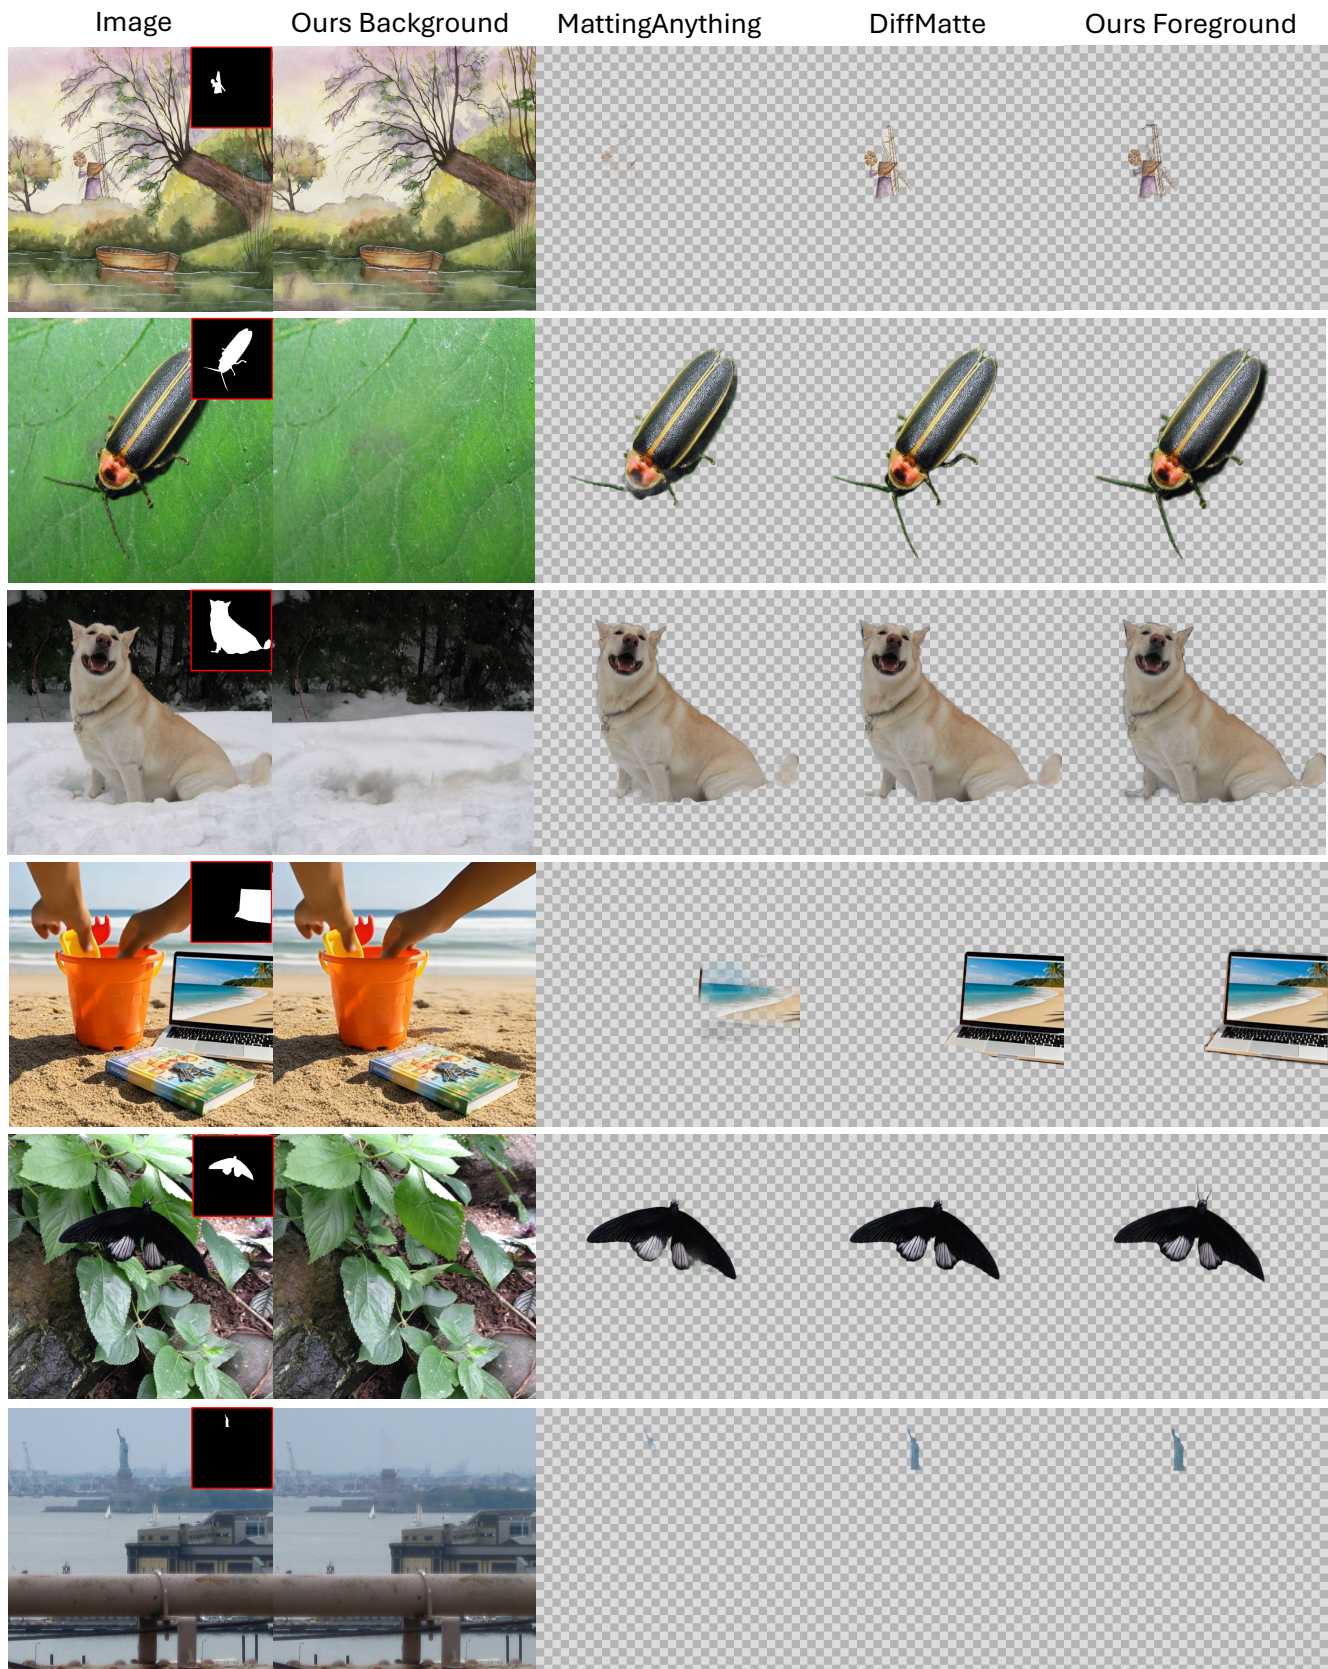 Image
Ours Background
MattingAnything
DiffMatte
Ours Foreground